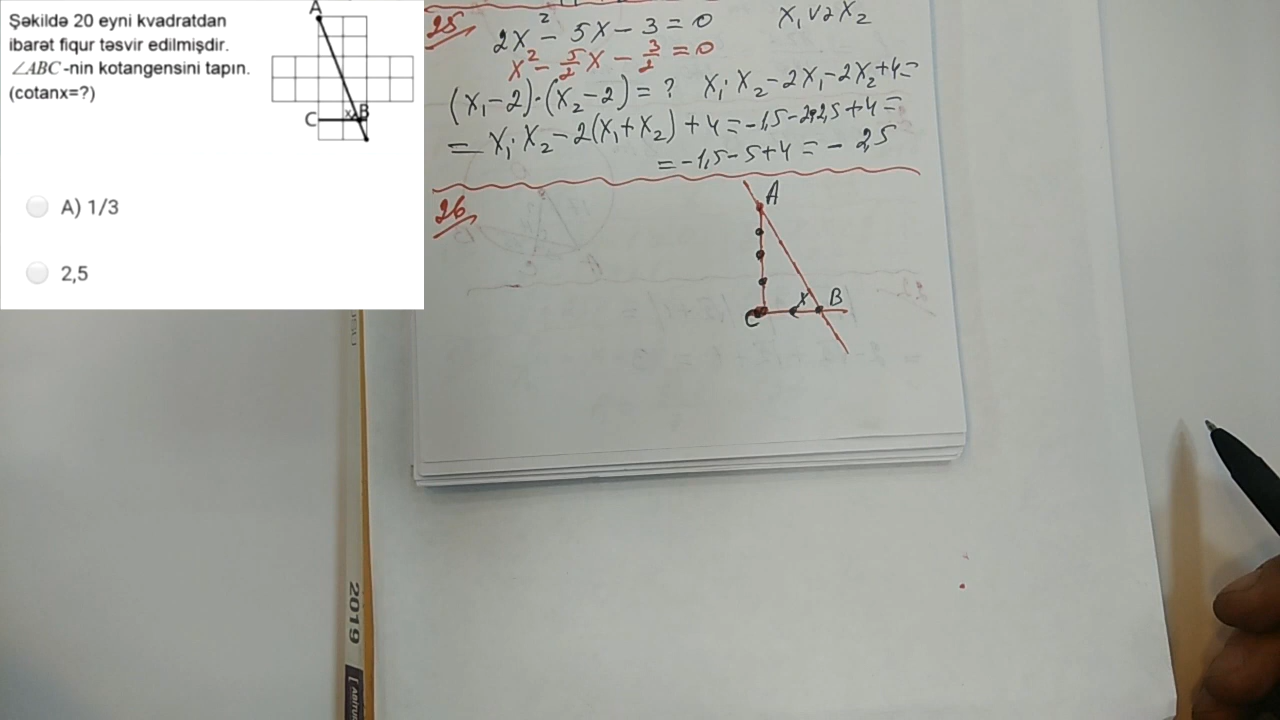 Şəkildə 20 eyni kvadratdan
ibarət fiqur təsvir edilmişdir.
∠ABC -nin kotangensini tapın.
(cotanx=?)
A
C
x
B
A) 1/3
2,5
25
2x² - 5x - 3 = 0
x₁ və x₂
x² - 5/2 x - 3/2 = 0
(x₁-2)·(x₂-2) = ? x₁·x₂-2x₁-2x₂+4=
= x₁·x₂-2(x₁+x₂)+4=-1,5-2·2,5+4=
=-1,5-5+4=-2,5
26
A
C
x
B
2019